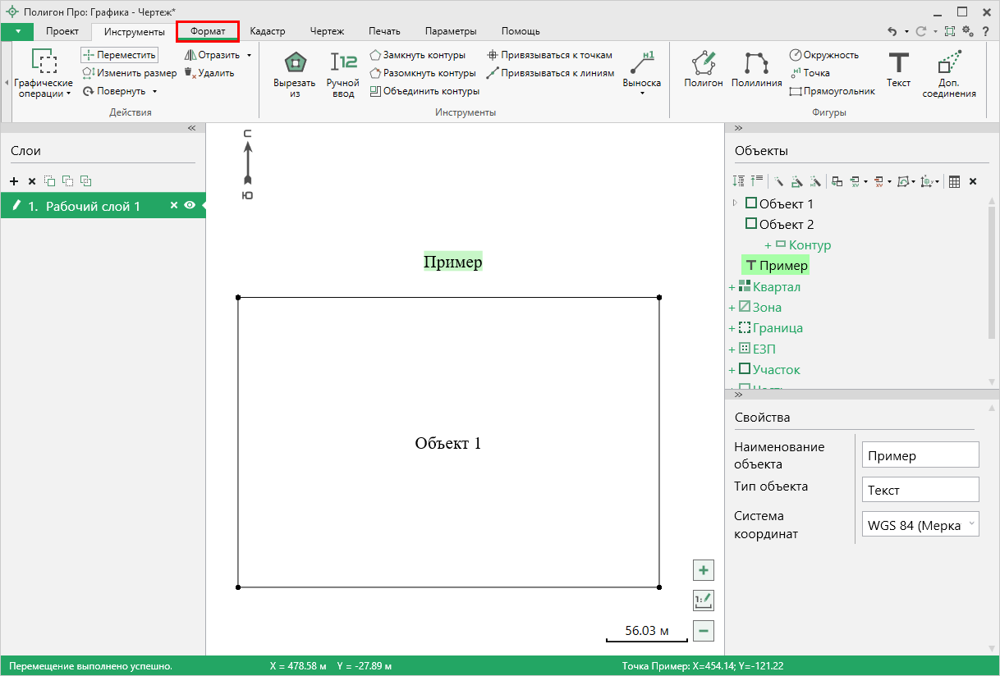 Полигон Про: Графика - Чертеж*
Проект Инструменты Формат Кадастр Чертеж Печать Параметры Помощь
Графические операции
Переместить
Изменить размер
Повернуть
Отразить
Удалить
Действия
Вырезать из
Ручной ввод
Замкнуть контуры
Разомкнуть контуры
Объединить контуры
Привязываться к точкам
Привязываться к линиям
н1
Выноска
Инструменты
Полигон
Полилиния
Окружность
н1 Точка
Прямоугольник
Текст
Доп. соединения
Фигуры
Слои
1. Рабочий слой 1
С
Ю
Пример
Объект 1
56.03 м
Объекты
Объект 1
Объект 2
Контур
Пример
Квартал
Зона
Граница
ЕЗП
Участок
Свойства
Наименование объекта
Пример
Тип объекта
Текст
Система координат
WGS 84 (Мерка
Перемещение выполнено успешно. X = 478.58 м Y = -27.89 м Точка Пример: X=454.14; Y=-121.22